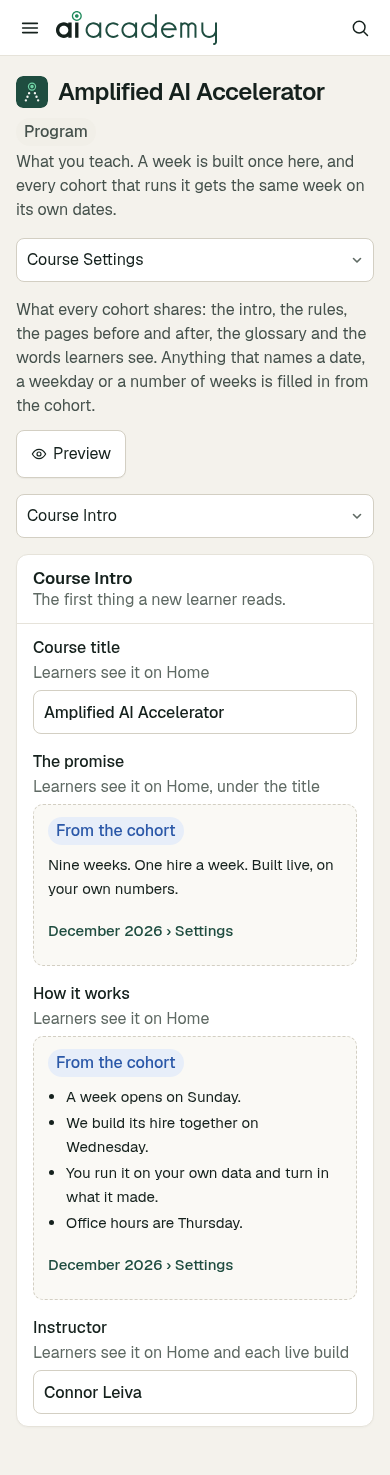 ai academy
Amplified AI Accelerator
Program
What you teach. A week is built once here, and
every cohort that runs it gets the same week on
its own dates.
Course Settings
What every cohort shares: the intro, the rules,
the pages before and after, the glossary and the
words learners see. Anything that names a date,
a weekday or a number of weeks is filled in from
the cohort.
Preview
Course Intro
Course Intro
The first thing a new learner reads.
Course title
Learners see it on Home
Amplified AI Accelerator
The promise
Learners see it on Home, under the title
From the cohort
Nine weeks. One hire a week. Built live, on
your own numbers.
December 2026 › Settings
How it works
Learners see it on Home
From the cohort
• A week opens on Sunday.
• We build its hire together on
Wednesday.
• You run it on your own data and turn in
what it made.
• Office hours are Thursday.
December 2026 › Settings
Instructor
Learners see it on Home and each live build
Connor Leiva